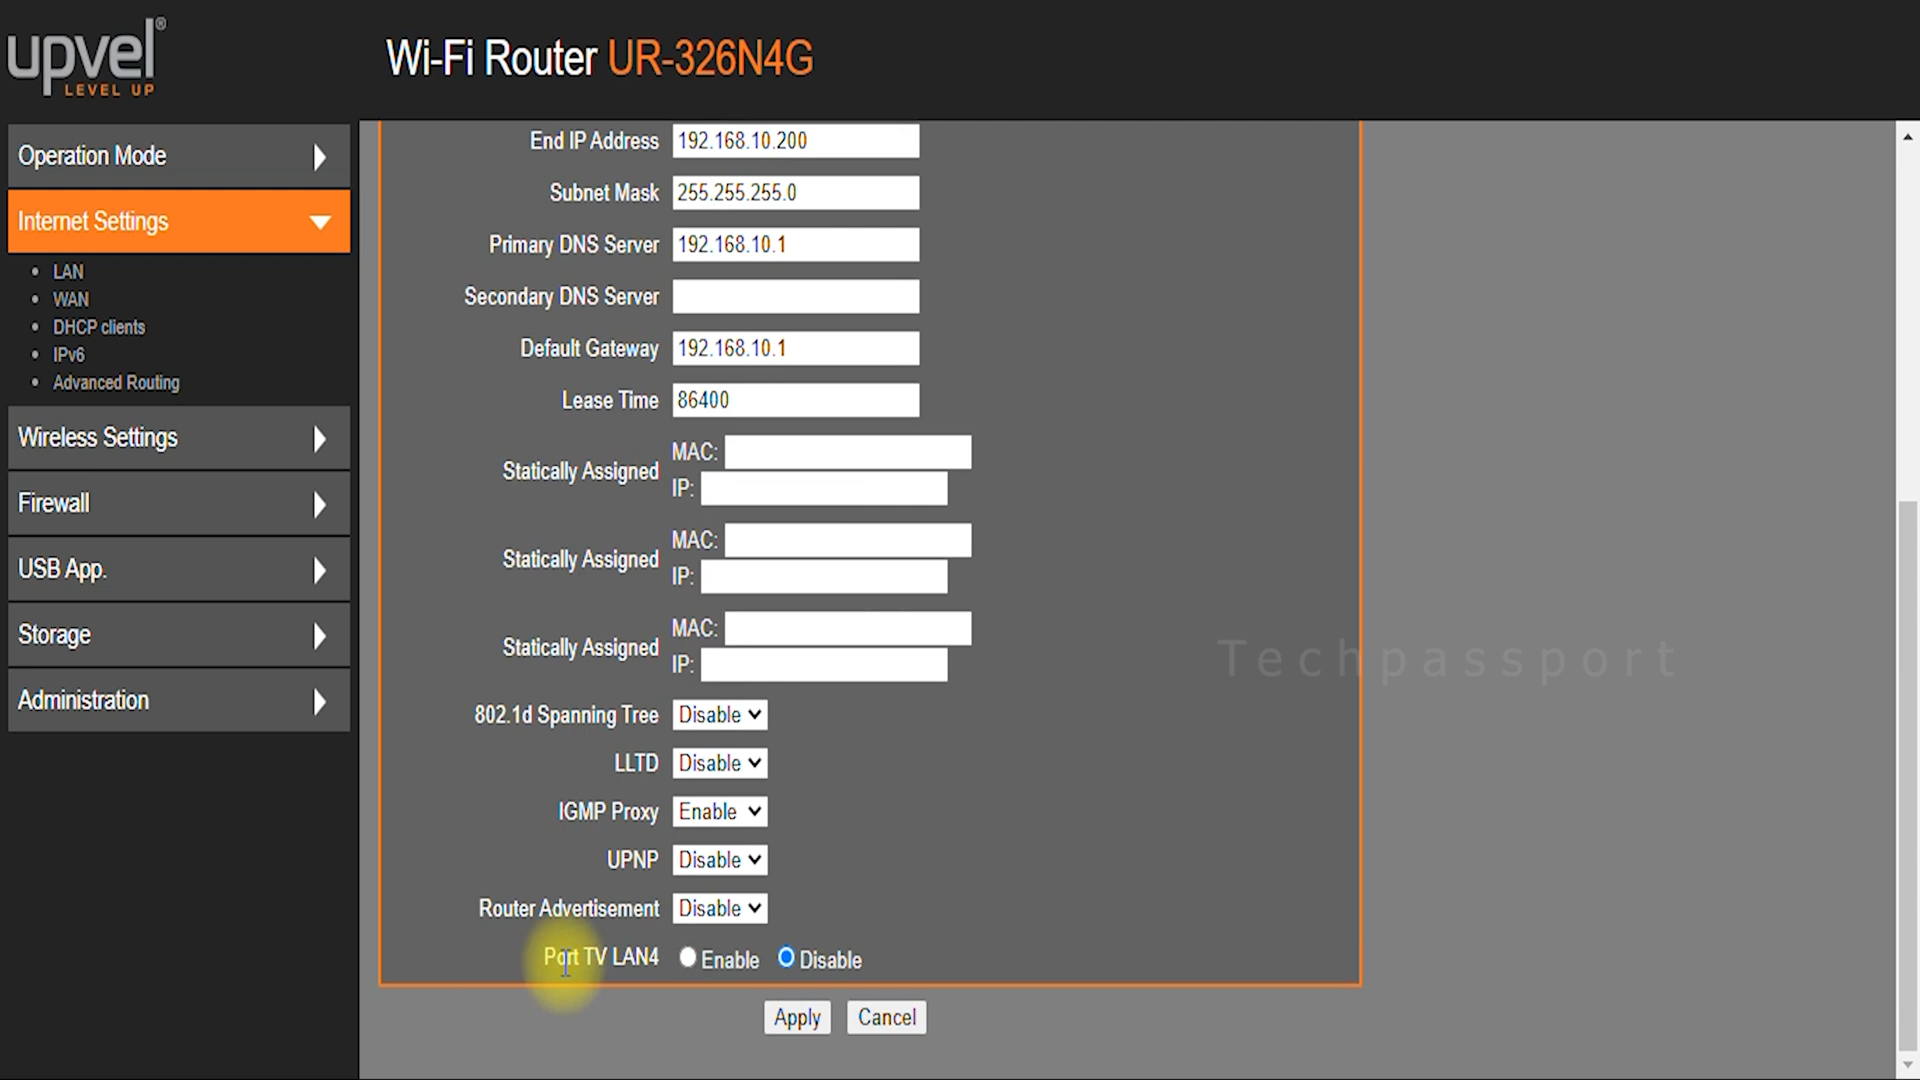 upvel®
LEVEL UP
Wi-Fi Router UR-326N4G
Operation Mode
Internet Settings
LAN
WAN
DHCP clients
IPv6
Advanced Routing
Wireless Settings
Firewall
USB App.
Storage
Administration
End IP Address 192.168.10.200
Subnet Mask 255.255.255.0
Primary DNS Server 192.168.10.1
Secondary DNS Server
Default Gateway 192.168.10.1
Lease Time 86400
Statically Assigned MAC:
IP:
Statically Assigned MAC:
IP:
Statically Assigned MAC:
IP:
802.1d Spanning Tree Disable
LLTD Disable
IGMP Proxy Enable
UPNP Disable
Router Advertisement Disable
Port TV LAN4 Enable Disable
Apply Cancel
Techpassport